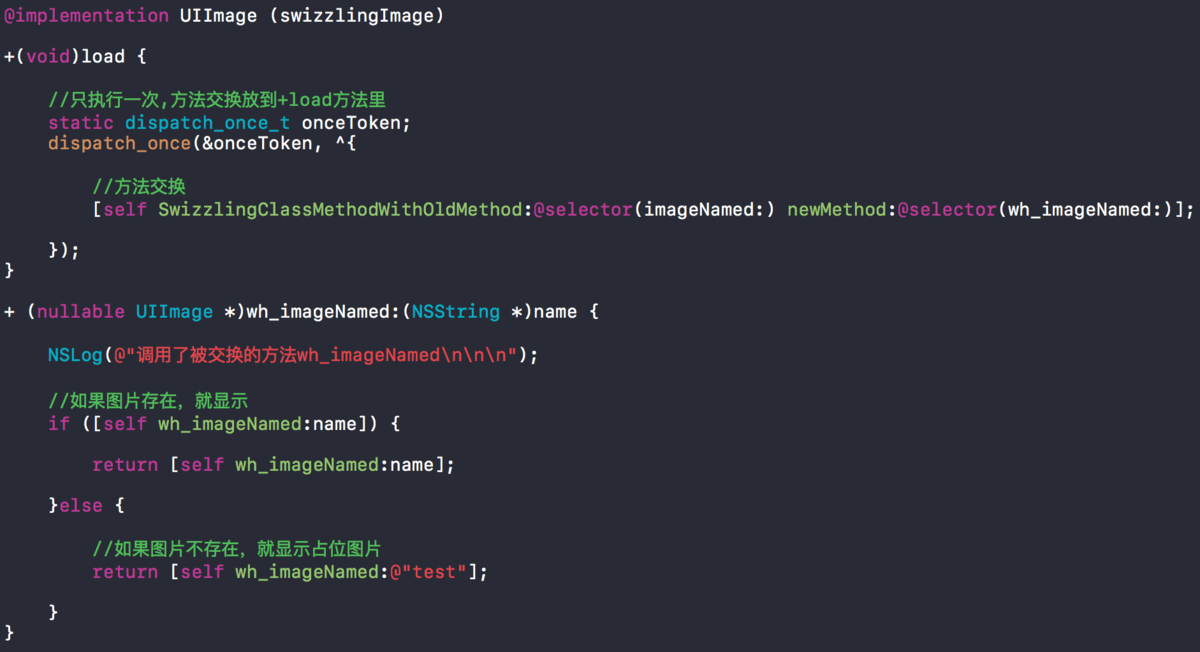 @implementation UIImage (swizzlingImage)
+(void)load {
//只执行一次,方法交换放到+load方法里
static dispatch_once_t onceToken;
dispatch_once(&onceToken, ^{
//方法交换
[self SwizzlingClassMethodWithOldMethod:@selector(imageNamed:) newMethod:@selector(wh_imageNamed:)];
});
}
+ (nullable UIImage *)wh_imageNamed:(NSString *)name {
NSLog(@"调用了被交换的方法wh_imageNamed\n\n\n");
//如果图片存在，就显示
if ([self wh_imageNamed:name]) {
return [self wh_imageNamed:name];
}else {
//如果图片不存在，就显示占位图片
return [self wh_imageNamed:@"test"];
}
}